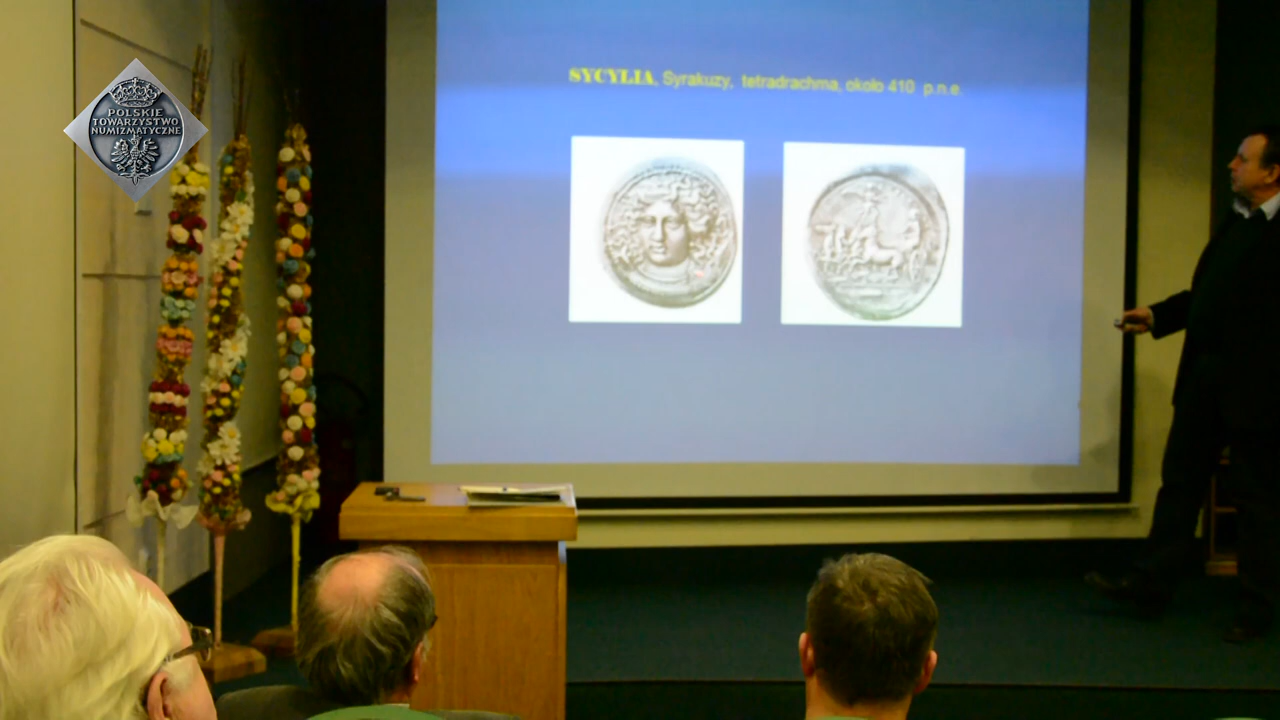 POLSKIE
TOWARZYSTWO
NUMIZMATYCZNE
SYCYLIA, Syrakuzy, tetradrachma, około 410 p.n.e.